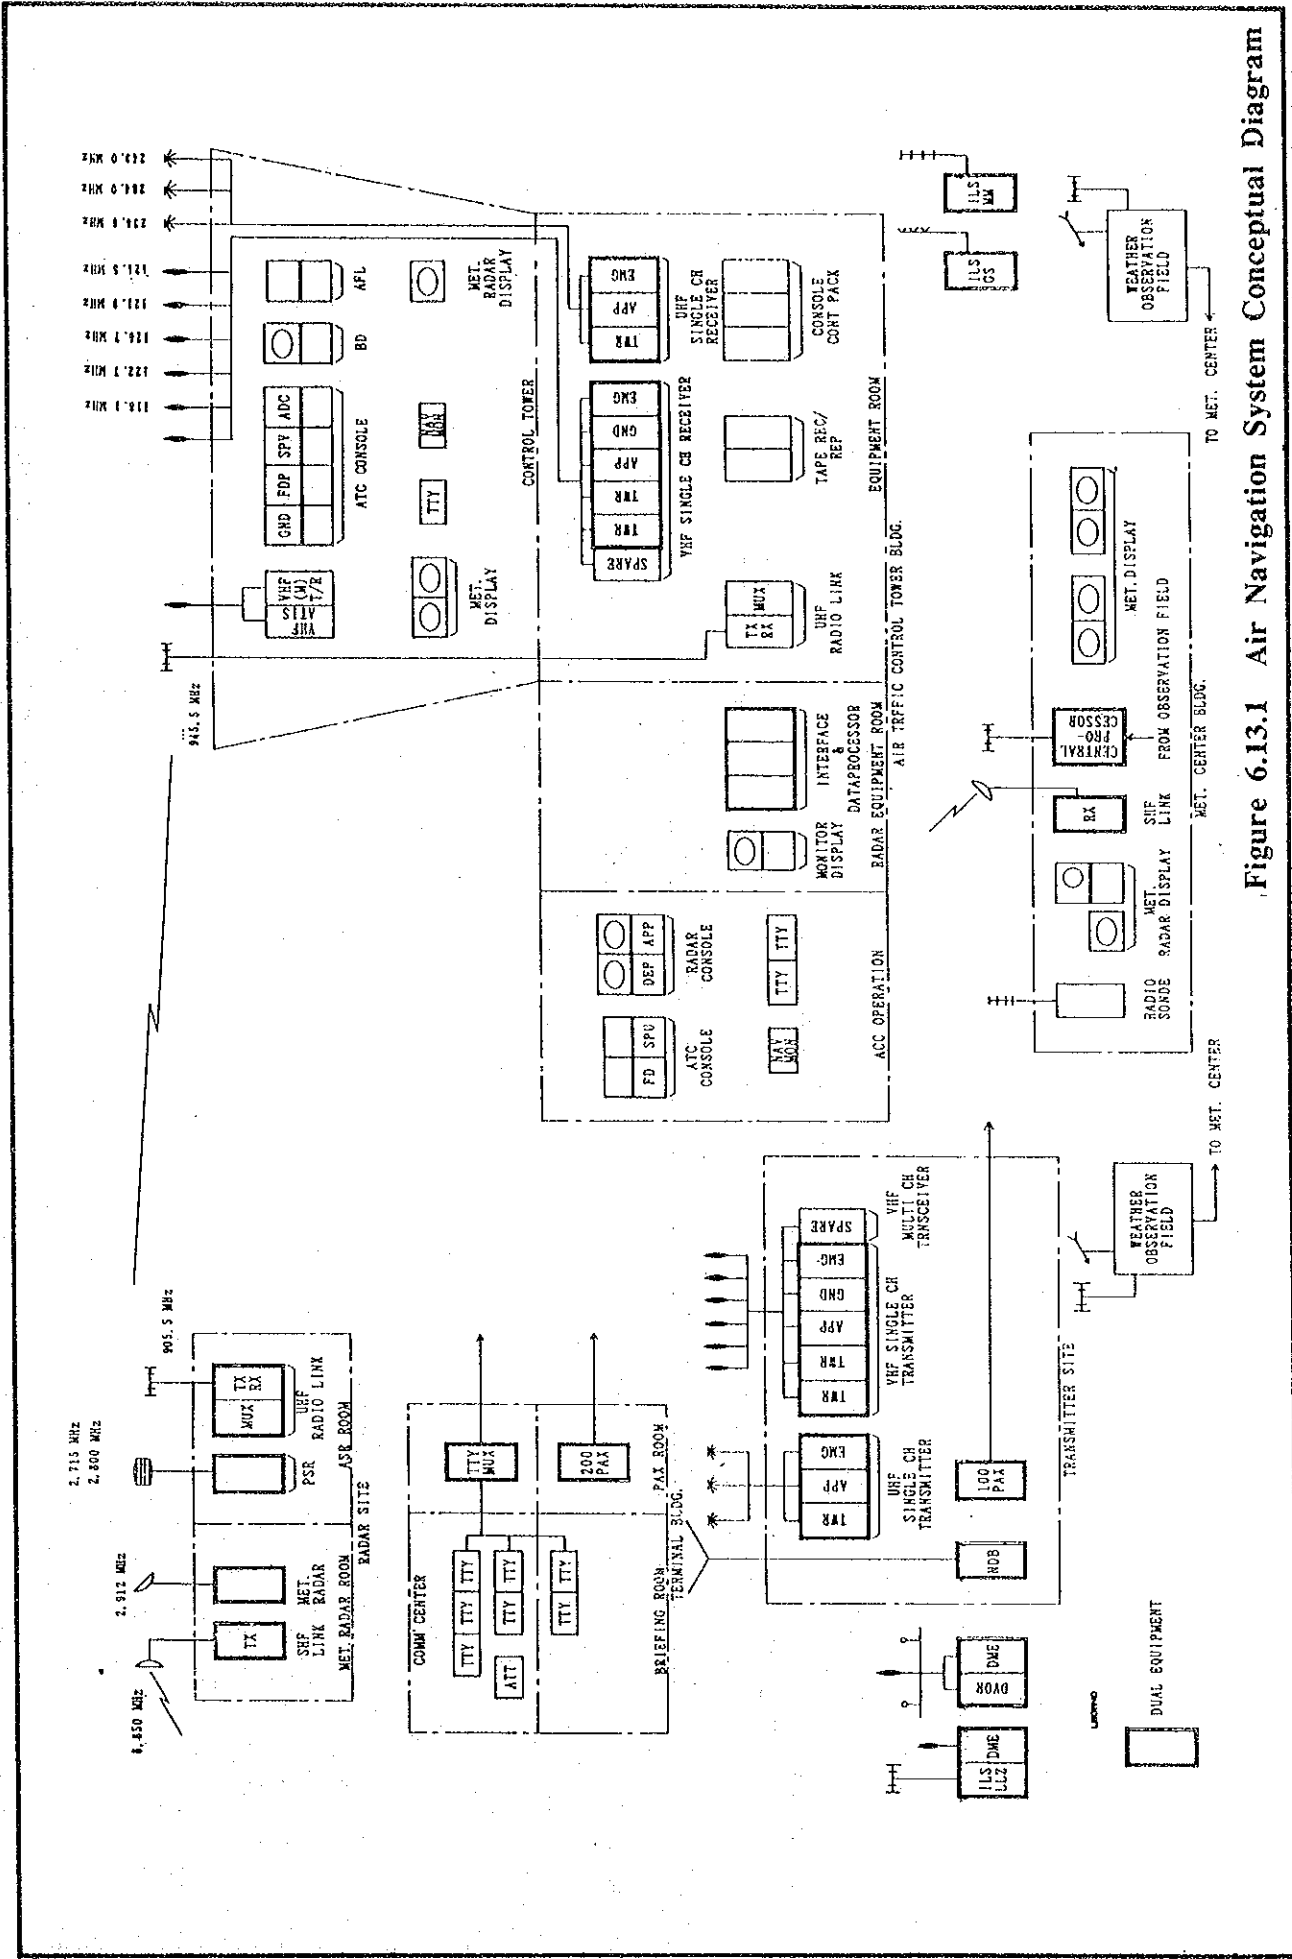 2,715 MHz
2,800 MHz
2,912 MHz
905.5 MHz
945.5 MHz
TX
SHF
LINK
MET.
RADAR
MET. RADAR ROOM
PSR
MUX
TX
RX
UHF
RADIO LINK
ASR ROOM
RADAR SITE
COMM' CENTER
TTY TTY TTY
ATT
TTY TTY
TTY TTY
BRIEFING ROOM
TTY
MUX
200
PAX
PAX ROOM
TERMINAL BLDG.
VHF
ATIS
VHF
(M)
T/R
GND
FDP
SPV
ADC
ATC CONSOLE
BD
AFL
MET.
DISPLAY
TTY
NAV
MON
MET.
RADAR
DISPLAY
CONTROL TOWER
118.1 MHz
122.7 MHz
126.7 MHz
121.9 MHz
121.5 MHz
236.6 MHz
284.0 MHz
243.0 MHz
FD
SPU
ATC
CONSOLE
DEP
APP
RADAR
CONSOLE
NAV
MON
TTY TTY
ACC OPERATION
MONITOR
DISPLAY
INTERFACE
&
DATAPROCESSOR
RADAR EQUIPMENT ROOM
SPARE
TWR
TWR
APP
GND
EMG
VHF SINGLE CH RECEIVER
TWR
APP
EMG
UHF
SINGLE CH
RECEIVER
TX
RX
MUX
UHF
RADIO LINK
TAPE REC/
REP
CONSOLE
CONT PACK
EQUIPMENT ROOM
AIR TRFFIC CONTROL TOWER BLDG.
TWR
APP
EMG
UHF
SINGLE CH
TRANSMITTER
TWR
TWR
APP
GND
EMG
SPARE
VHF SINGLE CH
TRANSMITTER
VHF
MULTI CH
TRNSCEIVER
NDB
100
PAX
TRANSMITTER SITE
ILS
LLZ
DME
DVOR
DME
ILS
GS
ILS
MM
WEATHER
OBSERVATION
FIELD
TO MET. CENTER
WEATHER
OBSERVATION
FIELD
TO MET. CENTER
RADIO
SONDE
MET.
RADAR DISPLAY
RX
SHF
LINK
CENTRAL
PRO-
CESSOR
FROM OBSERVATION FIELD
MET.DISPLAY
MET. CENTER BLDG.
LEGEND
DUAL EQUIPMENT
Figure 6.13.1 Air Navigation System Conceptual Diagram